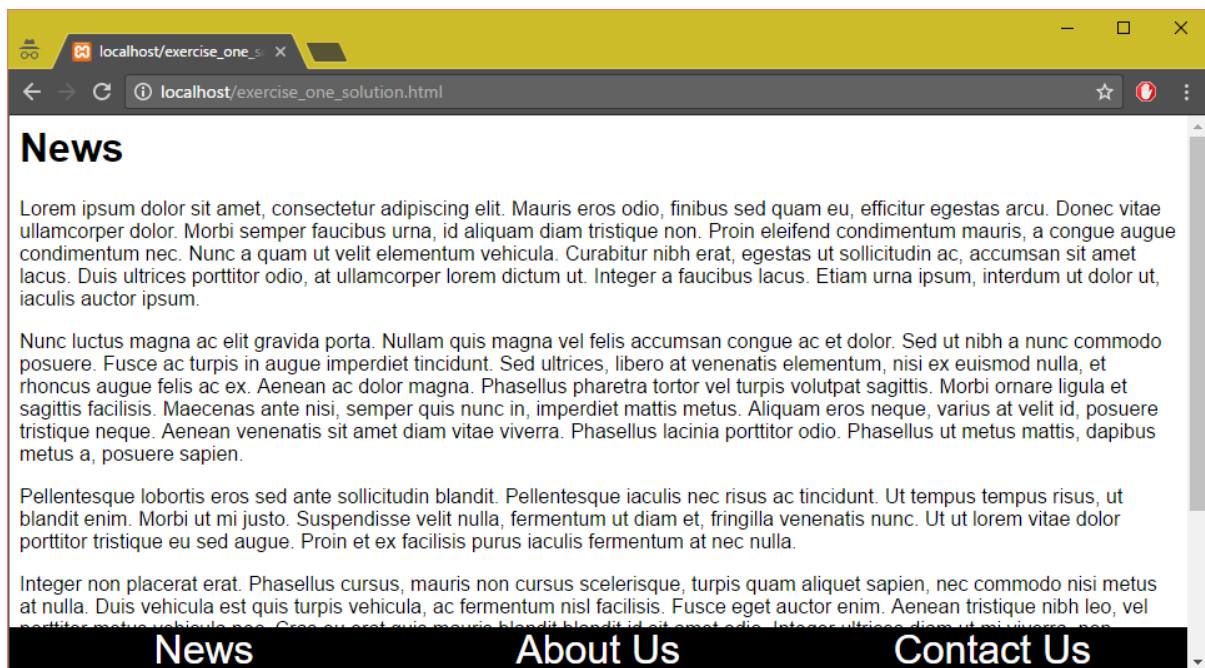 localhost/exercise_one_s
localhost/exercise_one_solution.html
News
Lorem ipsum dolor sit amet, consectetur adipiscing elit. Mauris eros odio, finibus sed quam eu, efficitur egestas arcu. Donec vitae
ullamcorper dolor. Morbi semper faucibus urna, id aliquam diam tristique non. Proin eleifend condimentum mauris, a congue augue
condimentum nec. Nunc a quam ut velit elementum vehicula. Curabitur nibh erat, egestas ut sollicitudin ac, accumsan sit amet
lacus. Duis ultrices porttitor odio, at ullamcorper lorem dictum ut. Integer a faucibus lacus. Etiam urna ipsum, interdum ut dolor ut,
iaculis auctor ipsum.
Nunc luctus magna ac elit gravida porta. Nullam quis magna vel felis accumsan congue ac et dolor. Sed ut nibh a nunc commodo
posuere. Fusce ac turpis in augue imperdiet tincidunt. Sed ultrices, libero at venenatis elementum, nisi ex euismod nulla, et
rhoncus augue felis ac ex. Aenean ac dolor magna. Phasellus pharetra tortor vel turpis volutpat sagittis. Morbi ornare ligula et
sagittis facilisis. Maecenas ante nisi, semper quis nunc in, imperdiet mattis metus. Aliquam eros neque, varius at velit id, posuere
tristique neque. Aenean venenatis sit amet diam vitae viverra. Phasellus lacinia porttitor odio. Phasellus ut metus mattis, dapibus
metus a, posuere sapien.
Pellentesque lobortis eros sed ante sollicitudin blandit. Pellentesque iaculis nec risus ac tincidunt. Ut tempus tempus risus, ut
blandit enim. Morbi ut mi justo. Suspendisse velit nulla, fermentum ut diam et, fringilla venenatis nunc. Ut ut lorem vitae dolor
porttitor tristique eu sed augue. Proin et ex facilisis purus iaculis fermentum at nec nulla.
Integer non placerat erat. Phasellus cursus, mauris non cursus scelerisque, turpis quam aliquet sapien, nec commodo nisi metus
at nulla. Duis vehicula est quis turpis vehicula, ac fermentum nisl facilisis. Fusce eget auctor enim. Aenean tristique nibh leo, vel
News About Us Contact Us